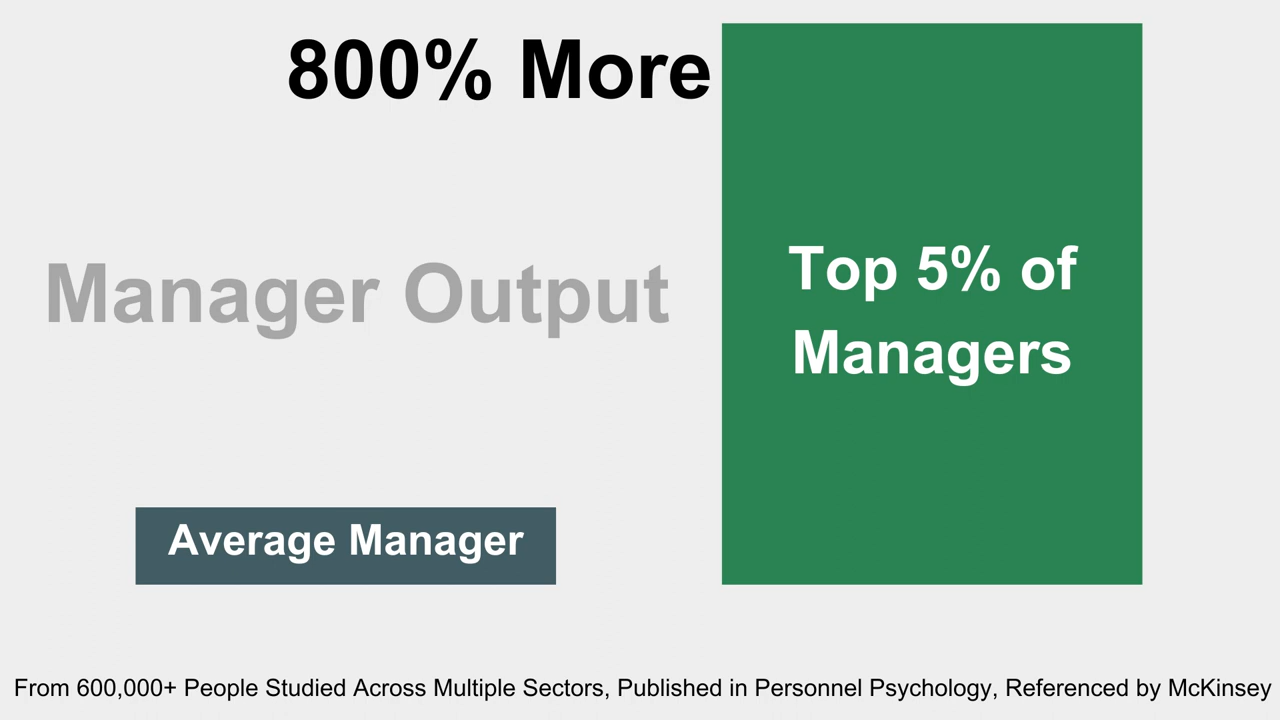 800% More
Manager Output
Top 5% of
Managers
Average Manager
From 600,000+ People Studied Across Multiple Sectors, Published in Personnel Psychology, Referenced by McKinsey